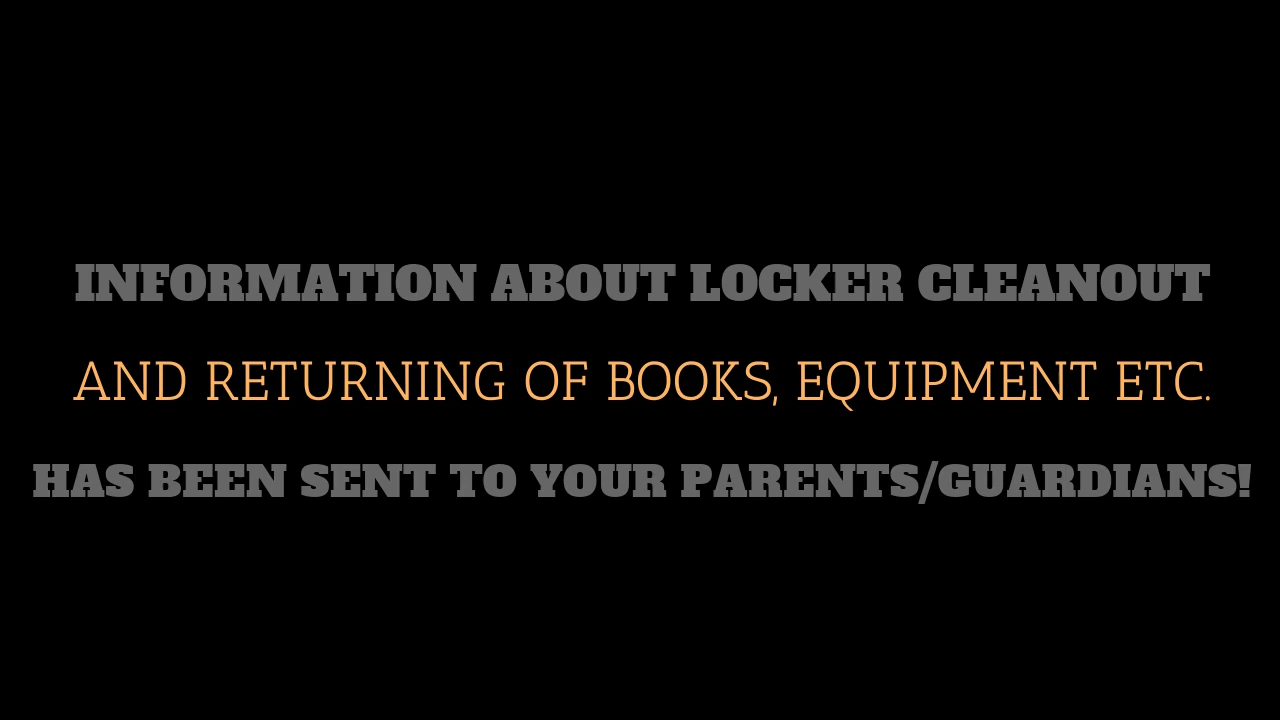 INFORMATION ABOUT LOCKER CLEANOUT
AND RETURNING OF BOOKS, EQUIPMENT ETC.
HAS BEEN SENT TO YOUR PARENTS/GUARDIANS!